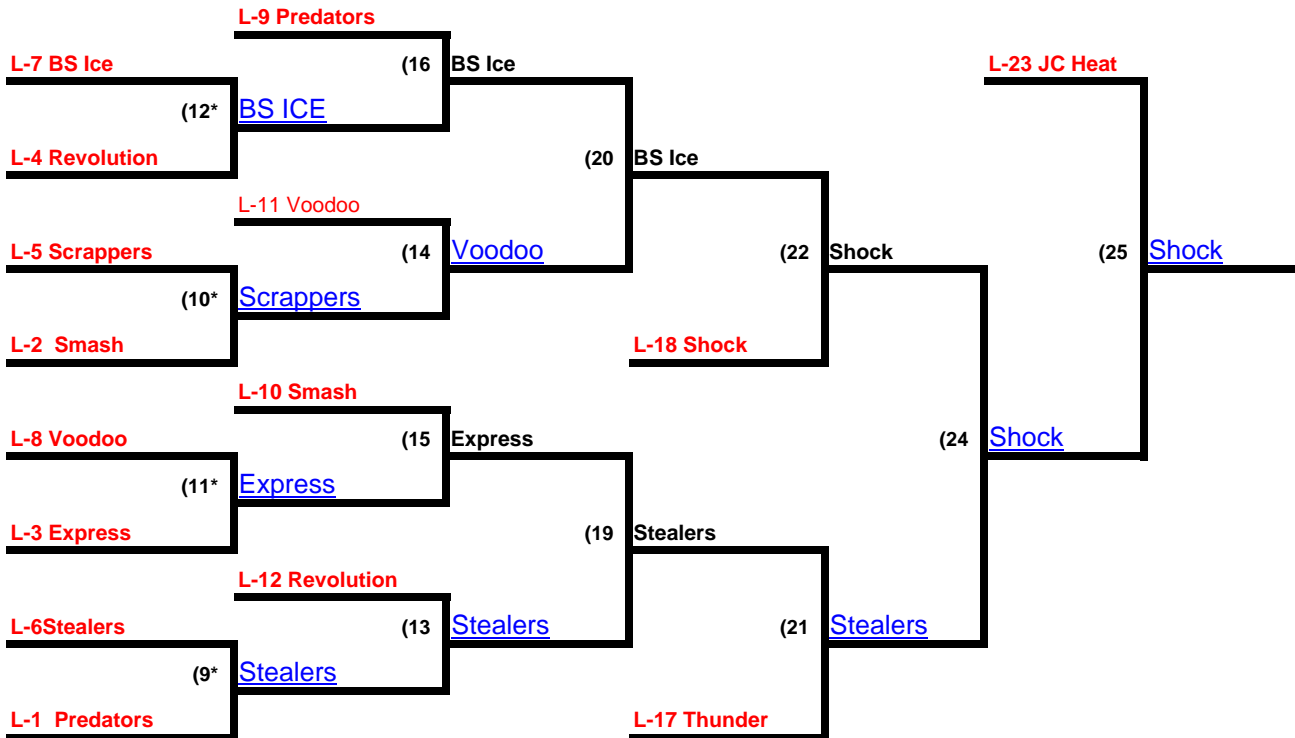 L-9 Predators
L-7 BS Ice
(16
BS Ice
L-23 JC Heat
(12*
BS ICE
L-4 Revolution
(20
BS Ice
L-11 Voodoo
L-5 Scrappers
(14
Voodoo
(22
Shock
(25
Shock
(10*
Scrappers
L-2 Smash
L-18 Shock
L-10 Smash
L-8 Voodoo
(15
Express
(24
Shock
(11*
Express
L-3 Express
(19
Stealers
L-12 Revolution
L-6Stealers
(13
Stealers
(21
Stealers
(9*
Stealers
L-1 Predators
L-17 Thunder